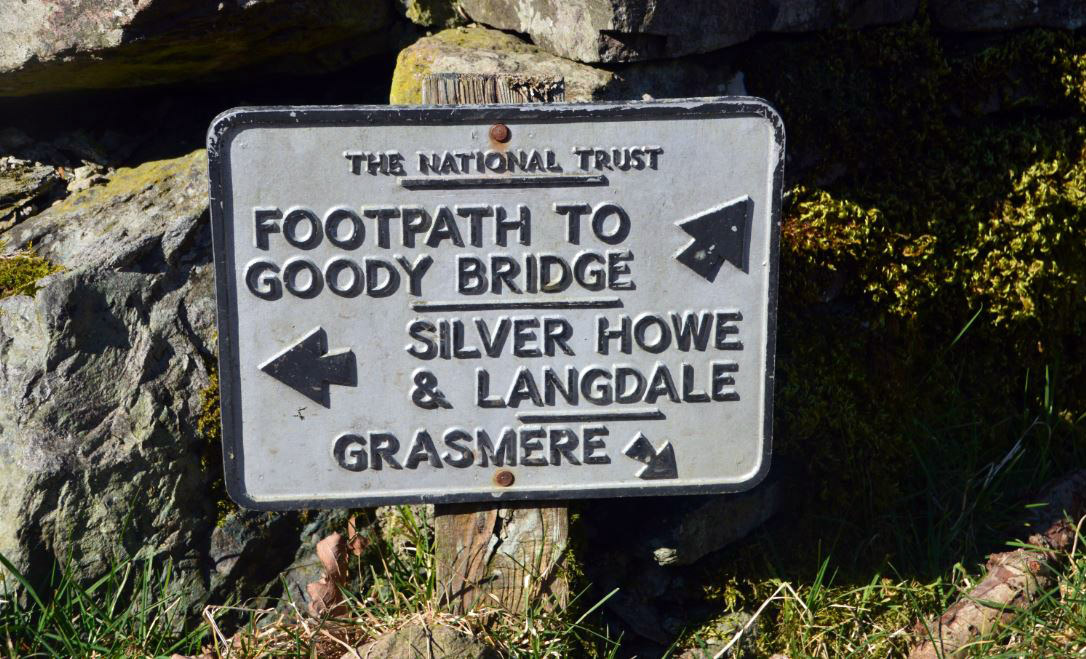 THE NATIONAL TRUST
FOOTPATH TO
GOODY BRIDGE
SILVER HOWE
& LANGDALE
GRASMERE